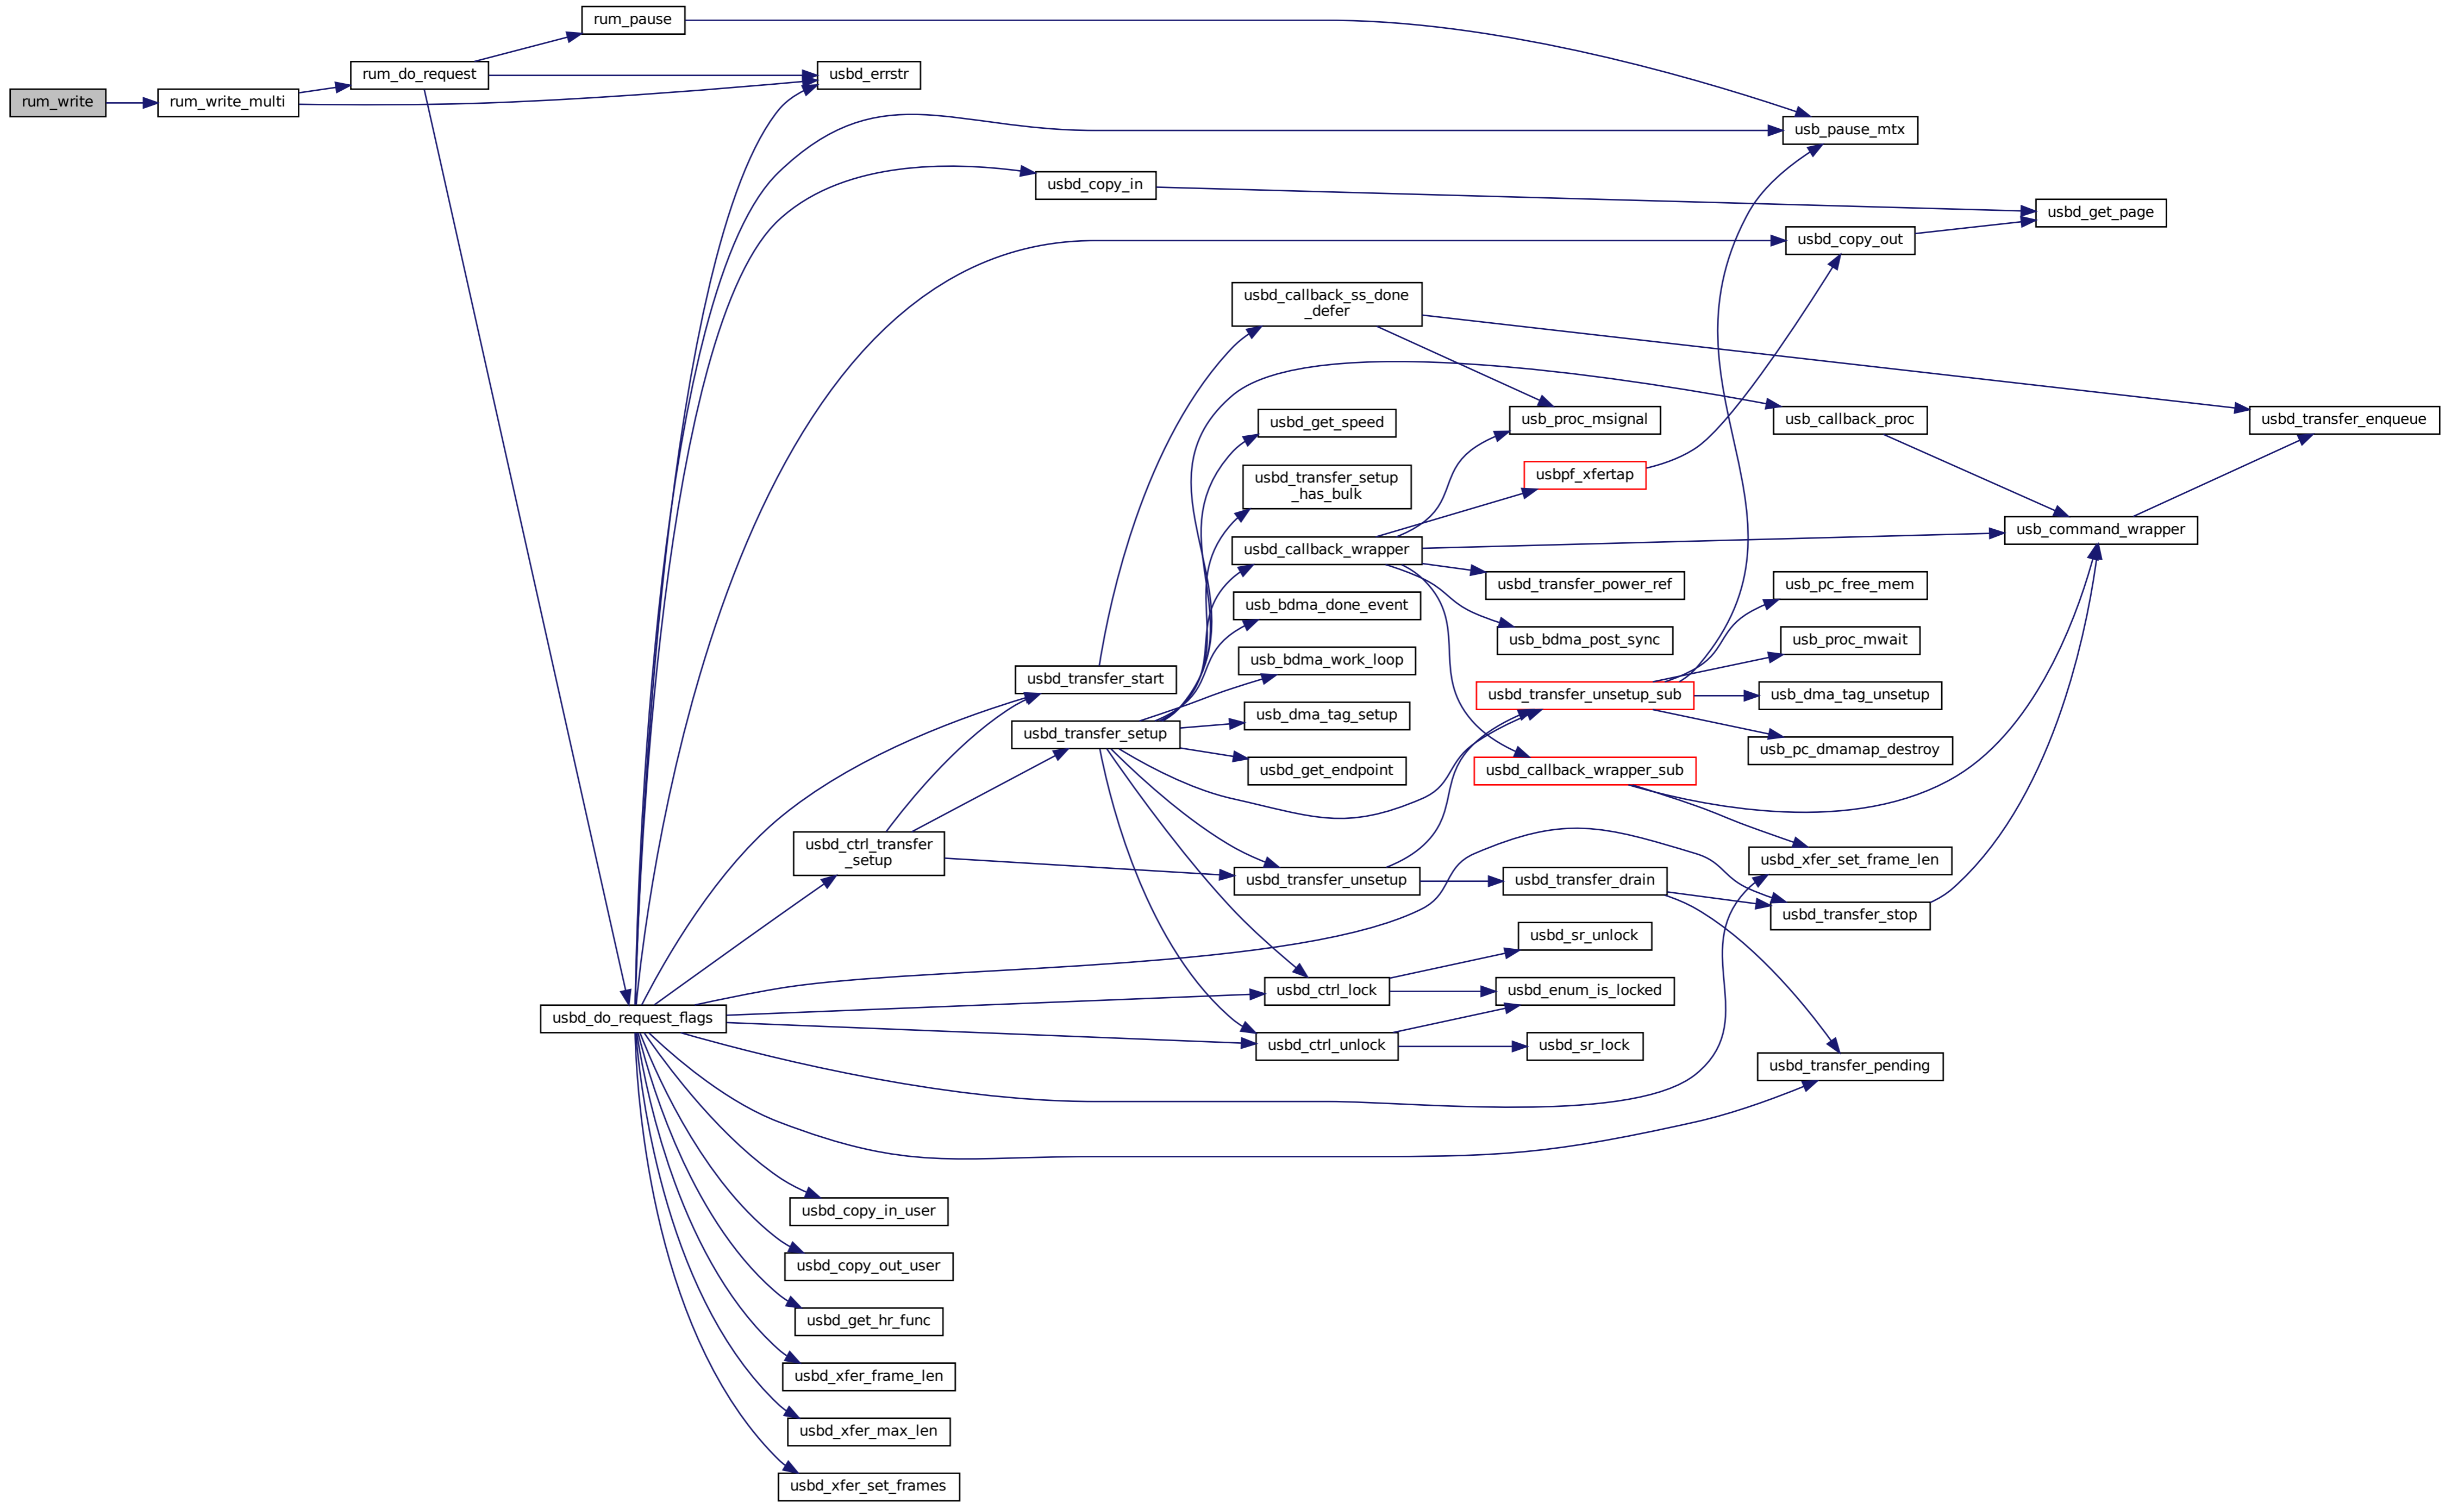 rum_write
rum_write_multi
rum_do_request
rum_pause
usbd_errstr
usb_pause_mtx
usbd_copy_in
usbd_get_page
usbd_copy_out
usbd_callback_ss_done
_defer
usbd_get_speed
usb_proc_msignal
usb_callback_proc
usbd_transfer_enqueue
usbd_transfer_setup
_has_bulk
usbpf_xfertap
usb_command_wrapper
usbd_callback_wrapper
usbd_transfer_power_ref
usb_pc_free_mem
usb_bdma_done_event
usb_bdma_post_sync
usb_proc_mwait
usb_bdma_work_loop
usbd_transfer_start
usbd_transfer_unsetup_sub
usb_dma_tag_unsetup
usb_dma_tag_setup
usbd_transfer_setup
usb_pc_dmamap_destroy
usbd_get_endpoint
usbd_callback_wrapper_sub
usbd_ctrl_transfer
_setup
usbd_xfer_set_frame_len
usbd_transfer_unsetup
usbd_transfer_drain
usbd_transfer_stop
usbd_sr_unlock
usbd_ctrl_lock
usbd_enum_is_locked
usbd_do_request_flags
usbd_ctrl_unlock
usbd_sr_lock
usbd_transfer_pending
usbd_copy_in_user
usbd_copy_out_user
usbd_get_hr_func
usbd_xfer_frame_len
usbd_xfer_max_len
usbd_xfer_set_frames